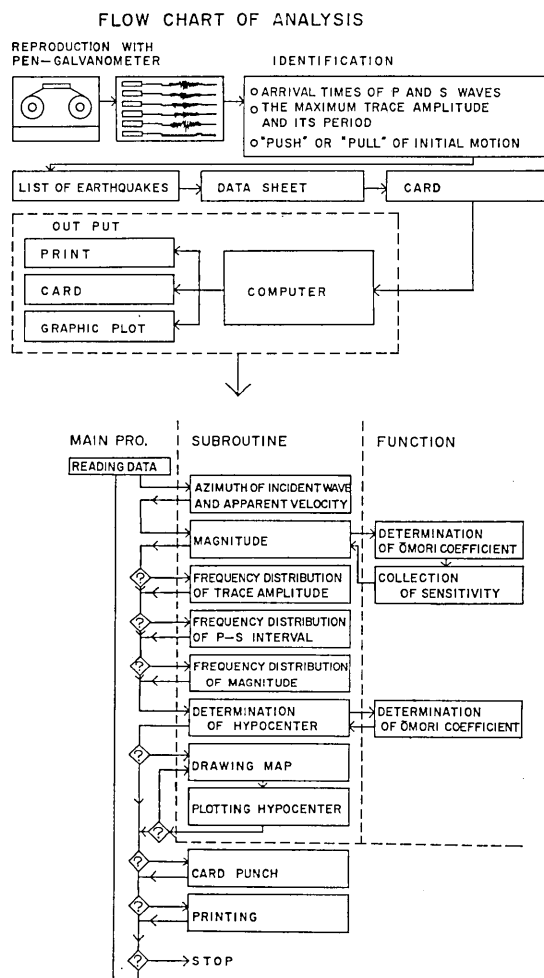 FLOW CHART OF ANALYSIS
REPRODUCTION WITH
PEN-GALVANOMETER
IDENTIFICATION
ARRIVAL TIMES OF P AND S WAVES
THE MAXIMUM TRACE AMPLITUDE
AND ITS PERIOD
"PUSH" OR "PULL" OF INITIAL MOTION
LIST OF EARTHQUAKES
DATA SHEET
CARD
OUT PUT
PRINT
CARD
GRAPHIC PLOT
COMPUTER
MAIN PRO.
SUBROUTINE
FUNCTION
READING DATA
AZIMUTH OF INCIDENT WAVE
AND APPARENT VELOCITY
MAGNITUDE
DETERMINATION
OF ŌMORI COEFFICIENT
COLLECTION
OF SENSITIVITY
?
FREQUENCY DISTRIBUTION
OF TRACE AMPLITUDE
?
FREQUENCY DISTRIBUTION
OF P-S INTERVAL
?
FREQUENCY DISTRIBUTION
OF MAGNITUDE
DETERMINATION
OF HYPOCENTER
DETERMINATION
OF ŌMORI COEFFICIENT
?
DRAWING MAP
PLOTTING HYPOCENTER
?
?
CARD PUNCH
?
PRINTING
?
STOP